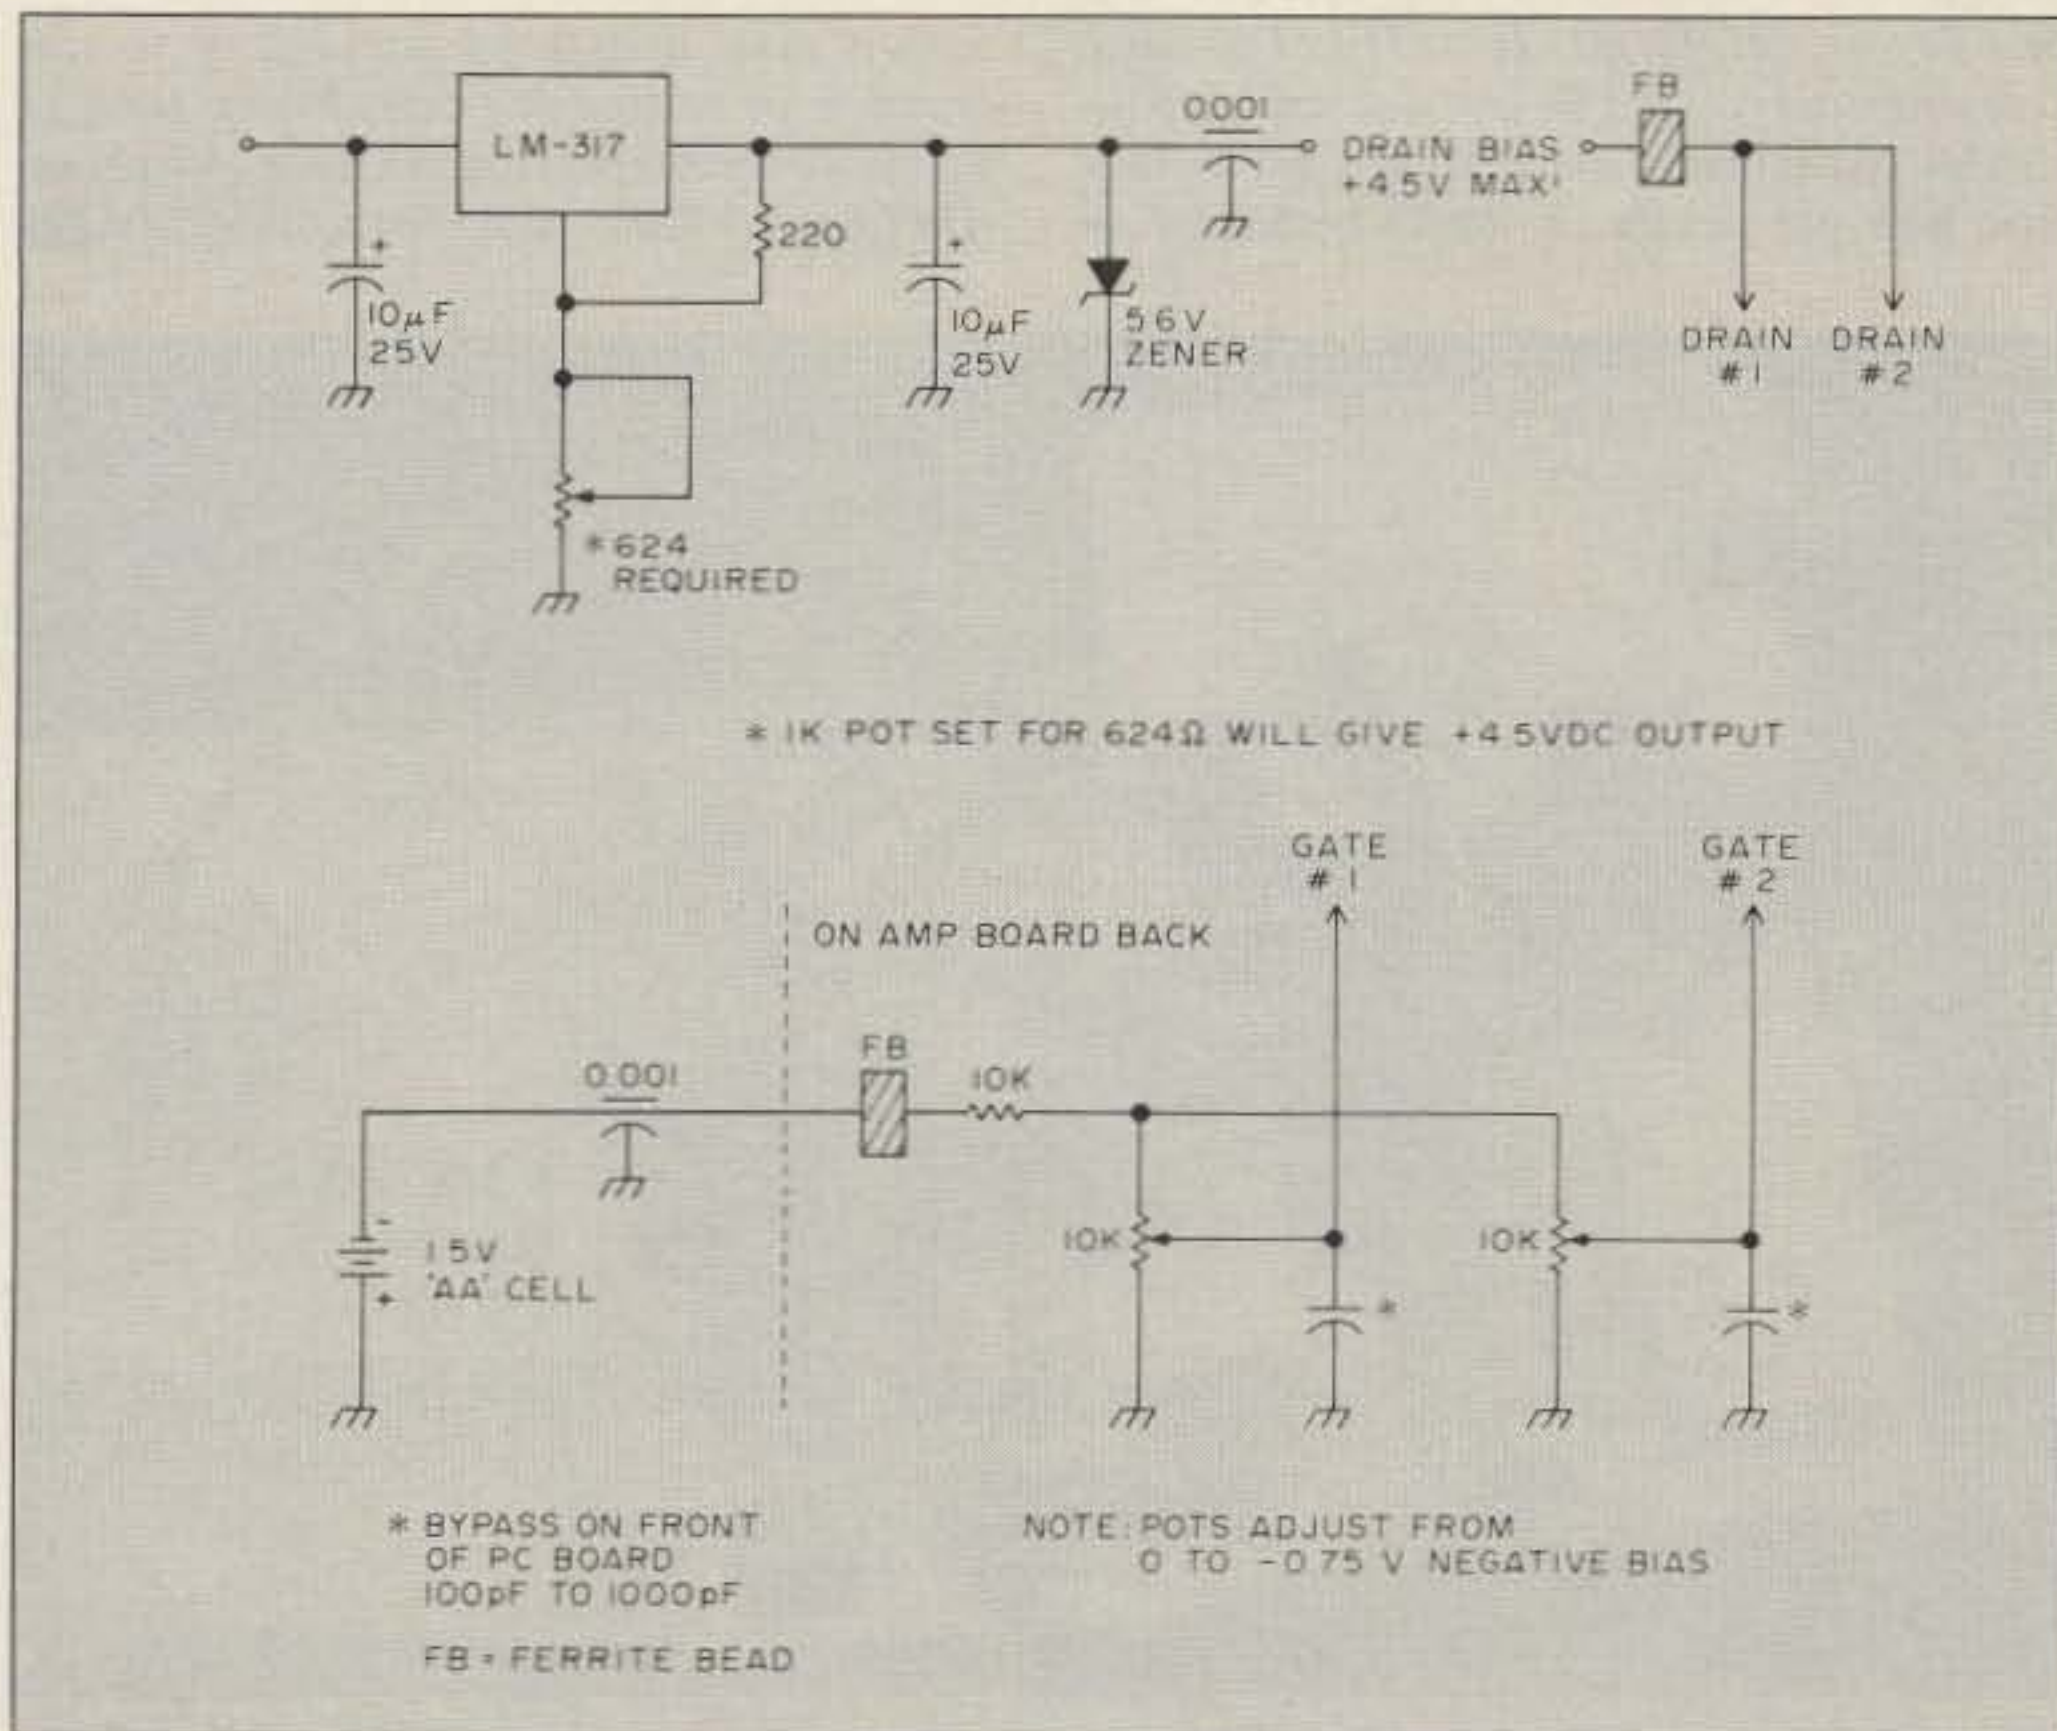 LM-317
0.001
FB
DRAIN BIAS
+4.5V MAX!
220
+
10µF
25V
+
10µF
25V
5.6V
ZENER
DRAIN
#1
DRAIN
#2
*624
REQUIRED
* 1K POT SET FOR 624Ω WILL GIVE +4.5VDC OUTPUT
GATE
#1
GATE
#2
ON AMP BOARD BACK
FB
0.001
10K
-
1.5V
'AA' CELL
+
10K
*
10K
*
* BYPASS ON FRONT
OF PC BOARD
100pF TO 1000pF
NOTE: POTS ADJUST FROM
0 TO -0.75 V NEGATIVE BIAS
FB = FERRITE BEAD